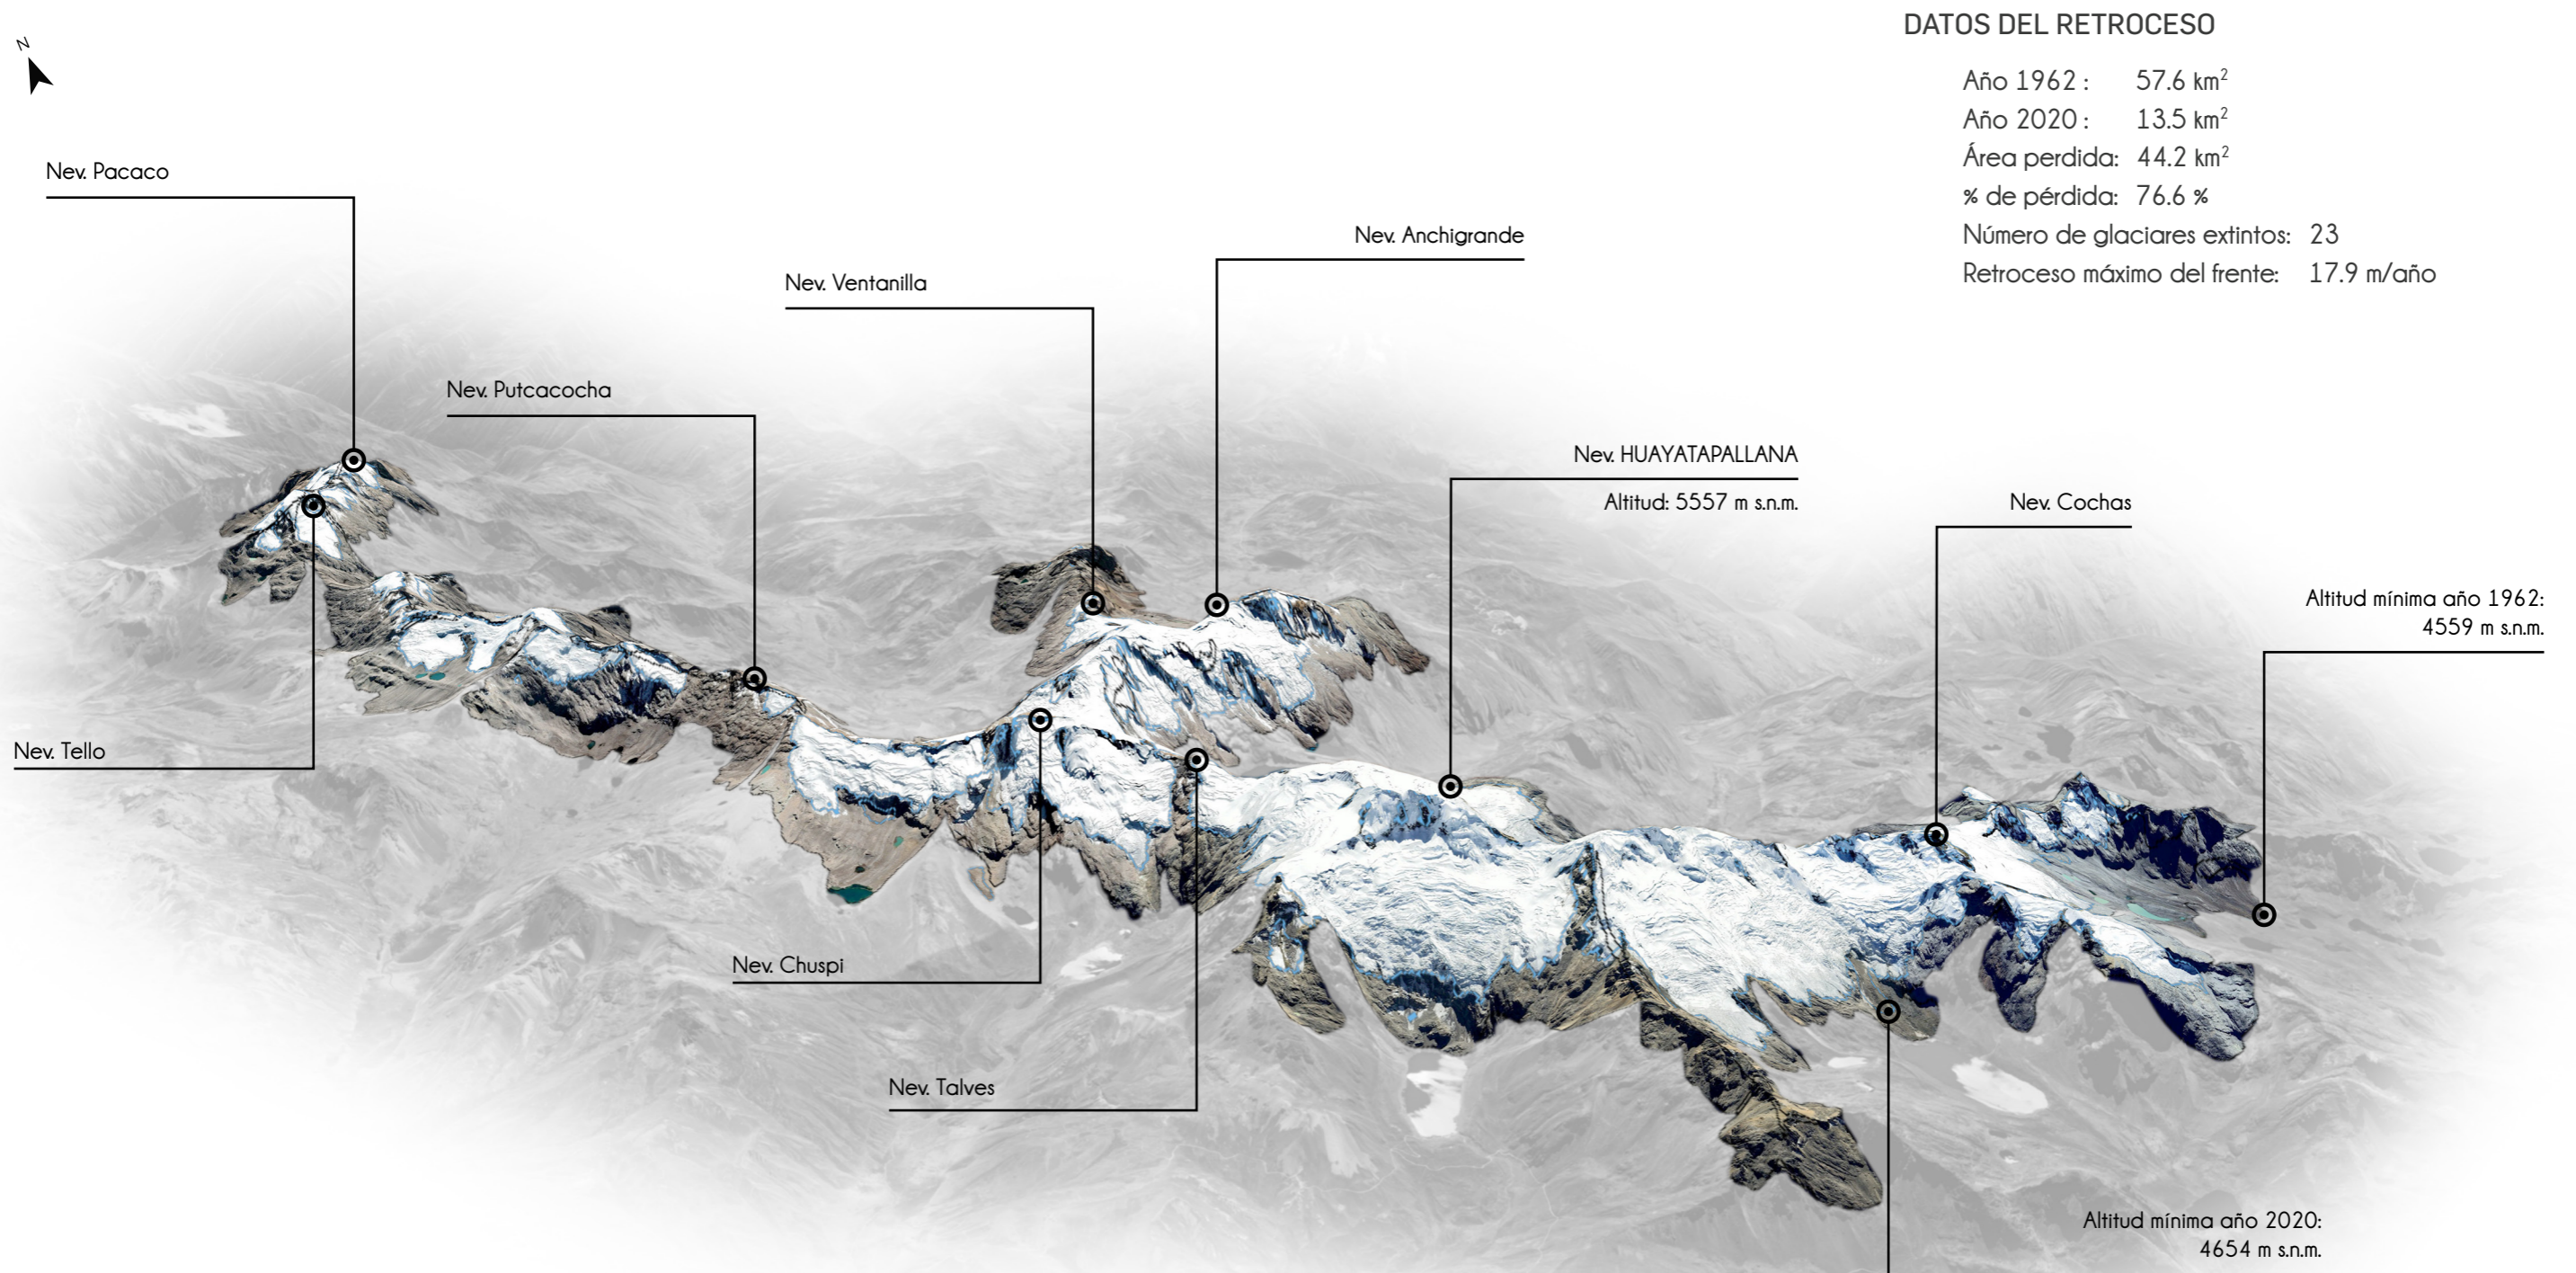 DATOS DEL RETROCESO
Año 1962 : 57.6 km²
Año 2020 : 13.5 km²
Área perdida: 44.2 km²
% de pérdida: 76.6 %
Número de glaciares extintos: 23
Retroceso máximo del frente: 17.9 m/año
N
Nev. Pacaco
Nev. Anchigrande
Nev. Ventanilla
Nev. Putcacocha
Nev. HUAYATAPALLANA
Altitud: 5557 m s.n.m.
Nev. Cochas
Altitud mínima año 1962:
4559 m s.n.m.
Nev. Tello
Nev. Chuspi
Nev. Talves
Altitud mínima año 2020:
4654 m s.n.m.